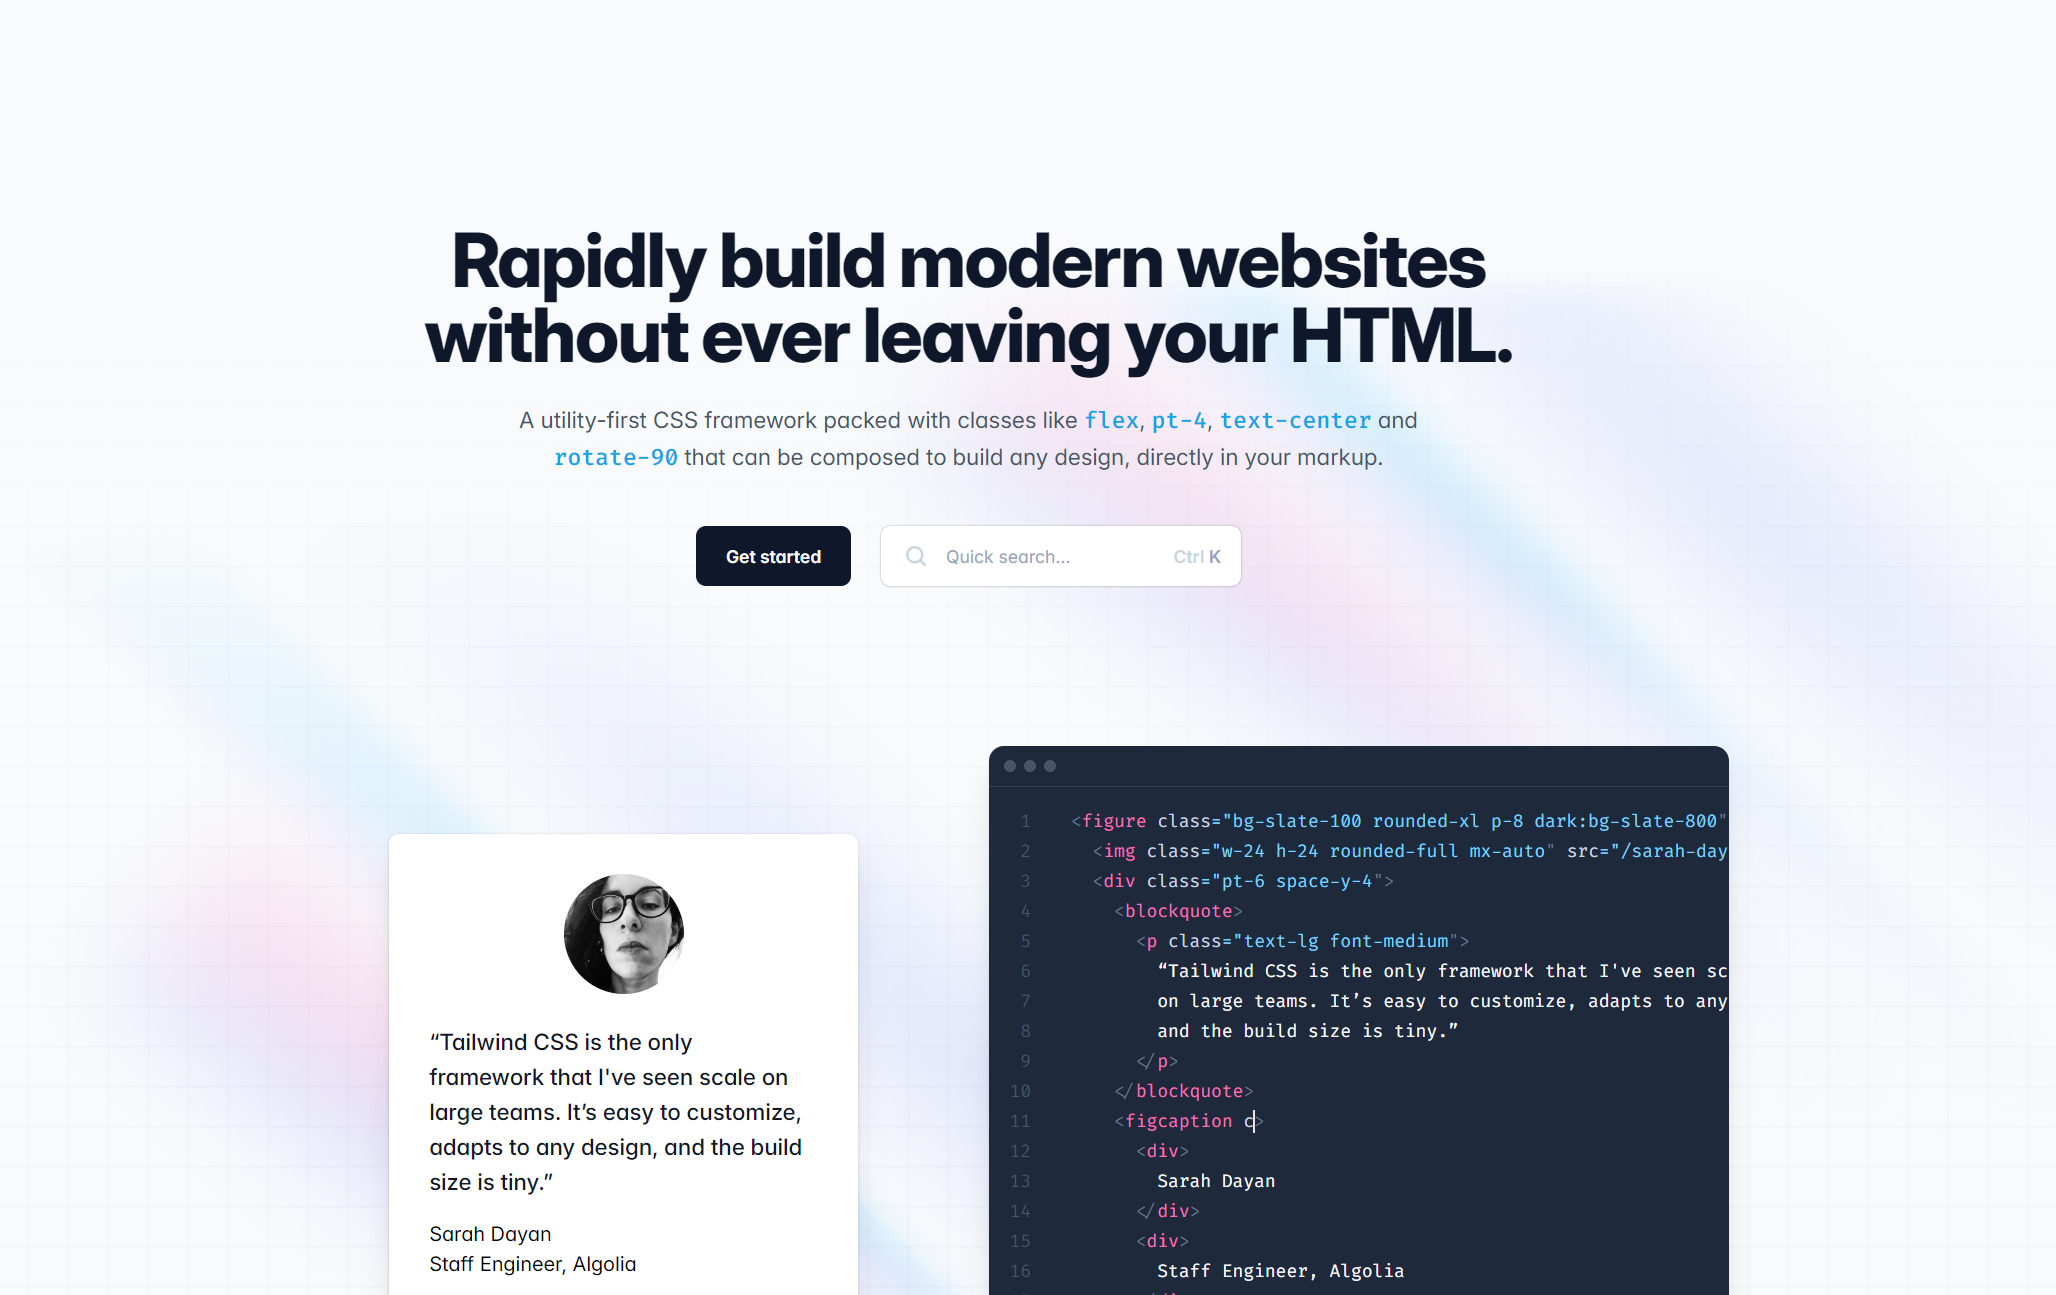 Rapidly build modern websites
without ever leaving your HTML.
A utility-first CSS framework packed with classes like flex, pt-4, text-center and
rotate-90 that can be composed to build any design, directly in your markup.
Get started
Quick search...
Ctrl K
“Tailwind CSS is the only
framework that I've seen scale on
large teams. It’s easy to customize,
adapts to any design, and the build
size is tiny.”
Sarah Dayan
Staff Engineer, Algolia
1 <figure class="bg-slate-100 rounded-xl p-8 dark:bg-slate-800"
2 <img class="w-24 h-24 rounded-full mx-auto" src="/sarah-day
3 <div class="pt-6 space-y-4">
4 <blockquote>
5 <p class="text-lg font-medium">
6 “Tailwind CSS is the only framework that I've seen sc
7 on large teams. It’s easy to customize, adapts to any
8 and the build size is tiny.”
9 </p>
10 </blockquote>
11 <figcaption c>
12 <div>
13 Sarah Dayan
14 </div>
15 <div>
16 Staff Engineer, Algolia